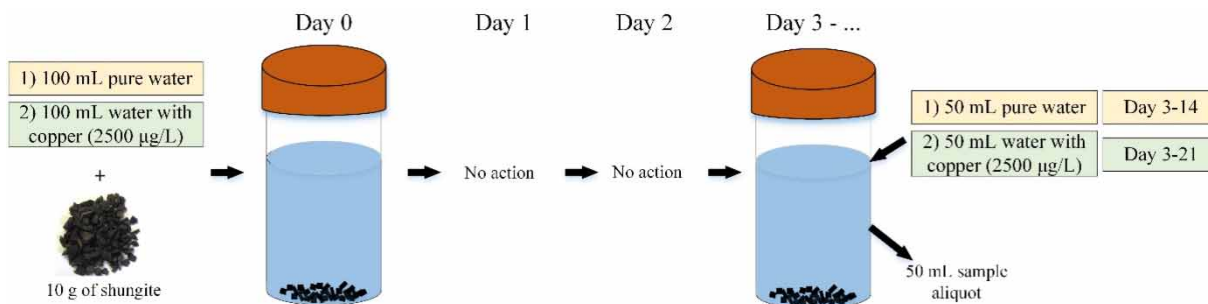 Day 0
Day 1
Day 2
Day 3 - ...
1) 100 mL pure water
2) 100 mL water with
copper (2500 µg/L)
+
10 g of shungite
No action
No action
1) 50 mL pure water
Day 3-14
2) 50 mL water with
copper (2500 µg/L)
Day 3-21
50 mL sample
aliquot